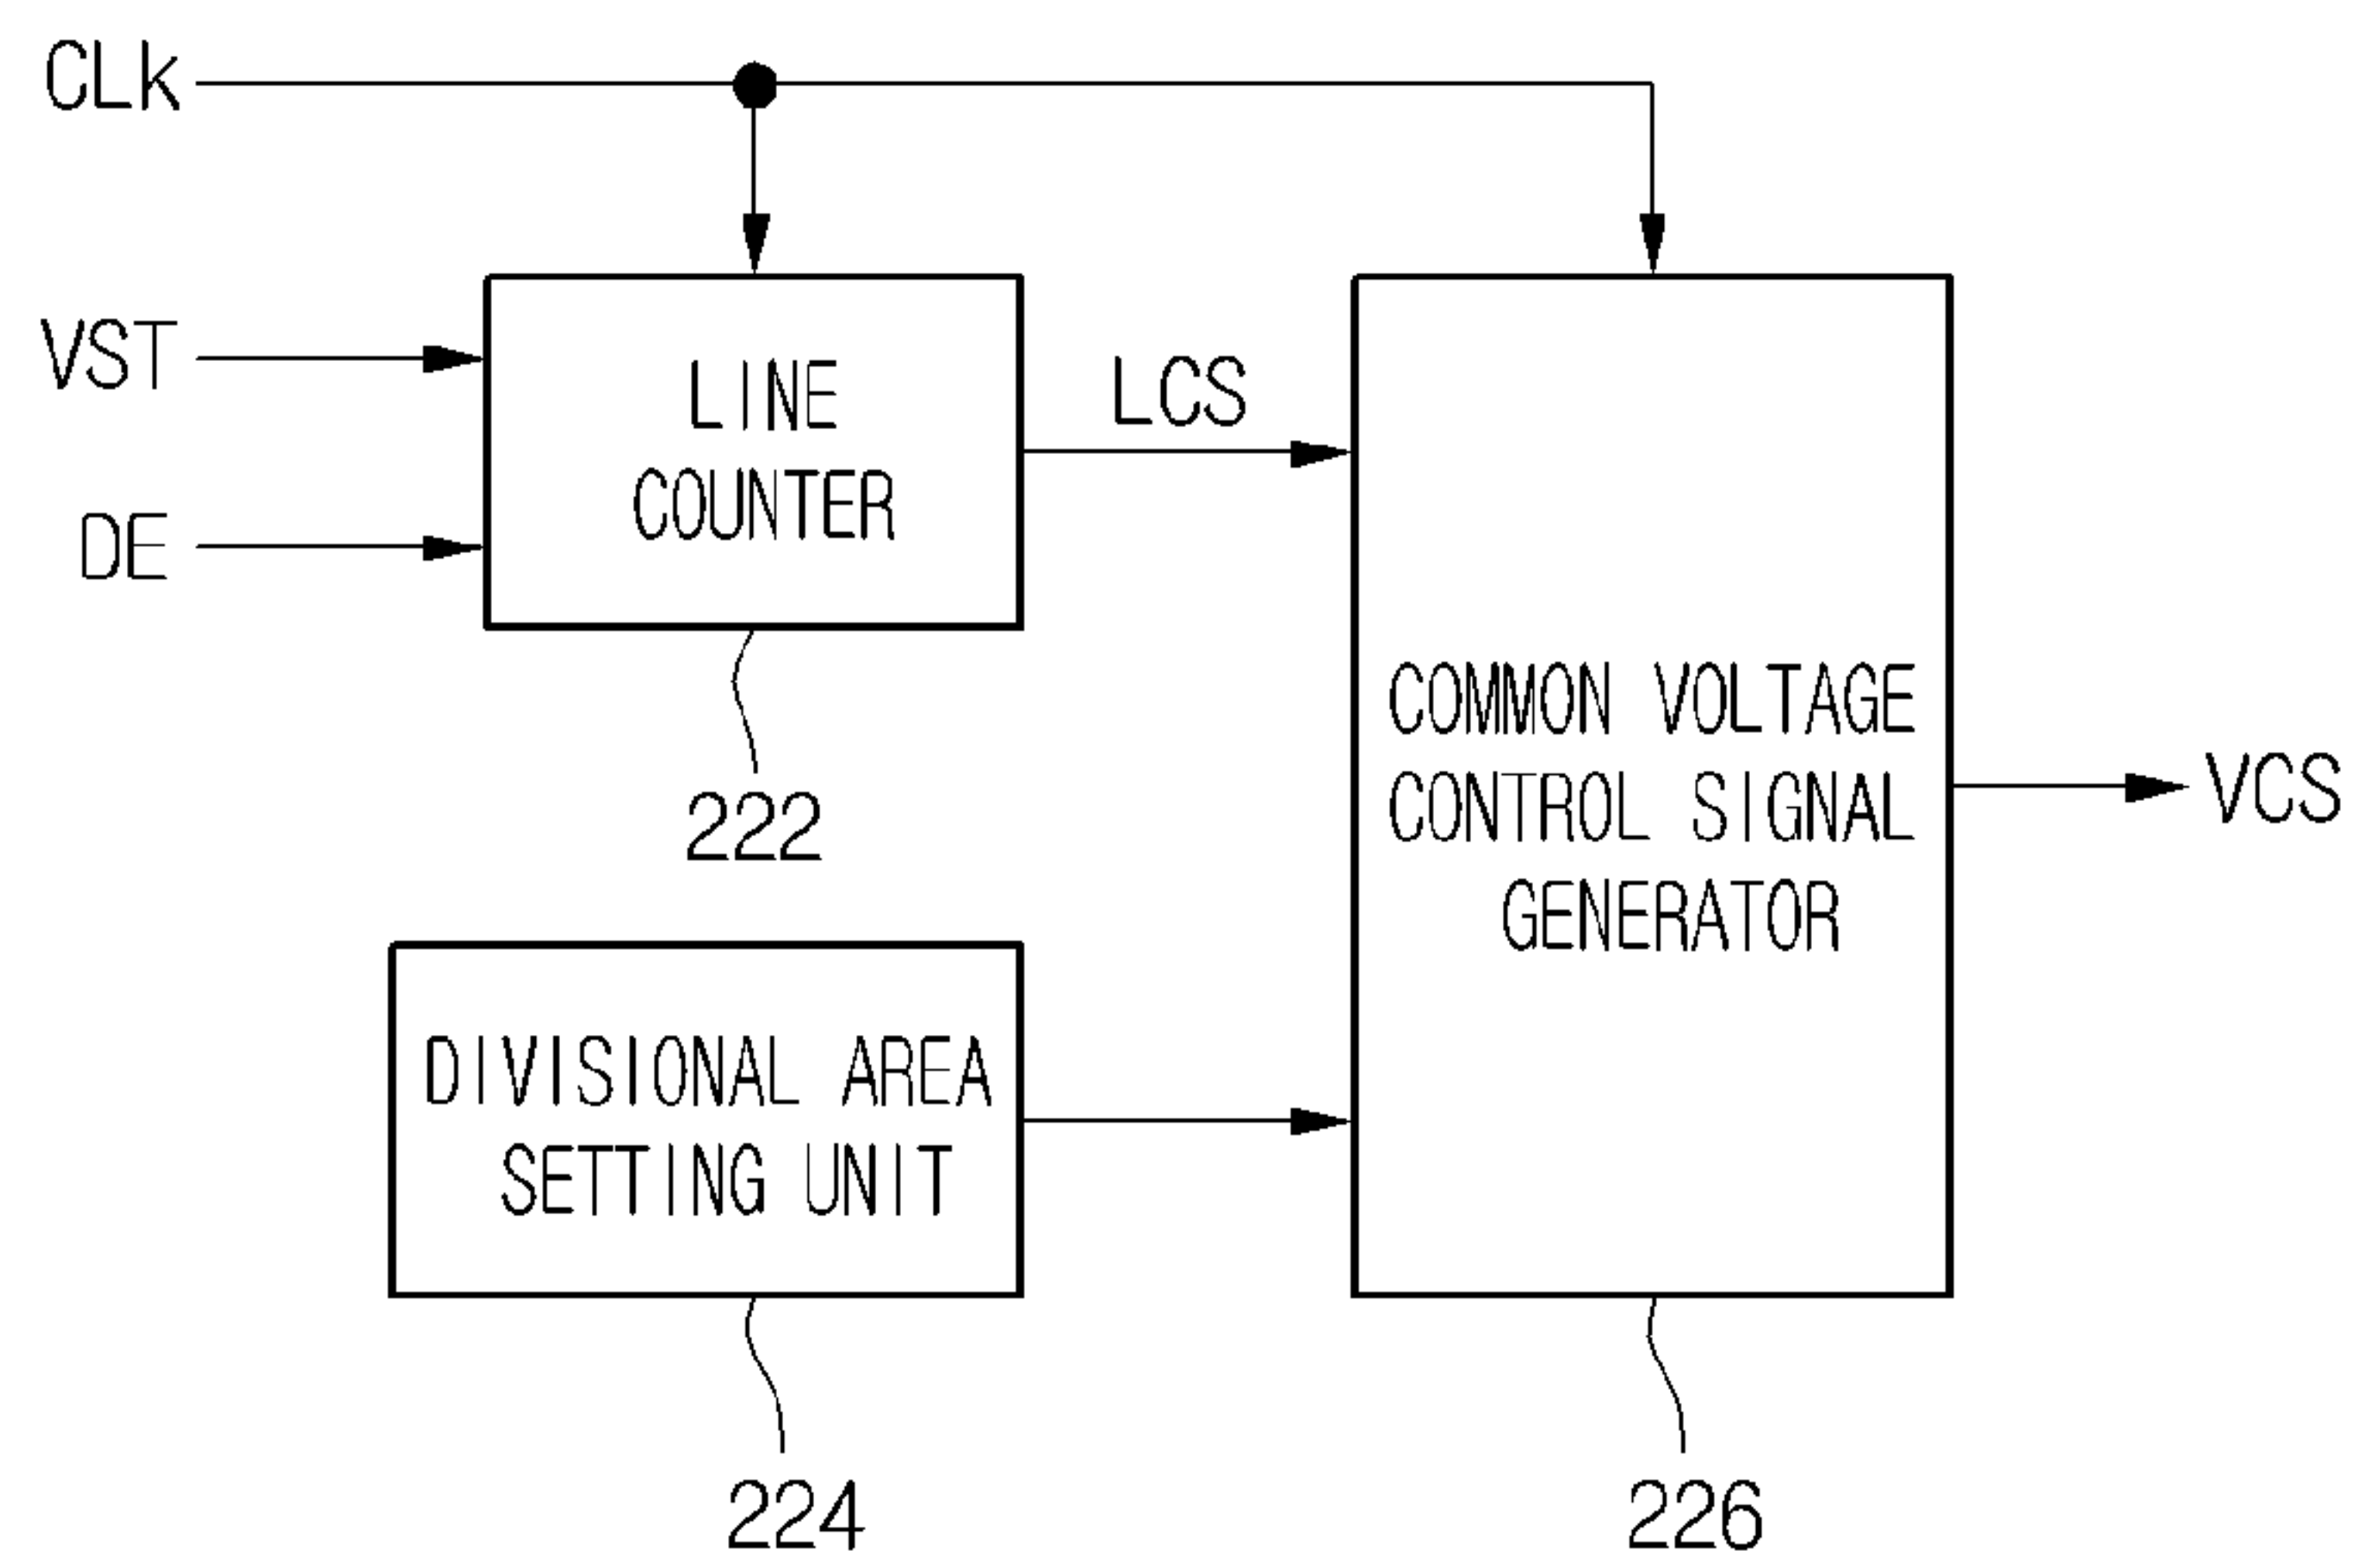 CLk
VST
DE
LINE
COUNTER
LCS
222
COMMON VOLTAGE
CONTROL SIGNAL
GENERATOR
VCS
DIVISIONAL AREA
SETTING UNIT
224
226